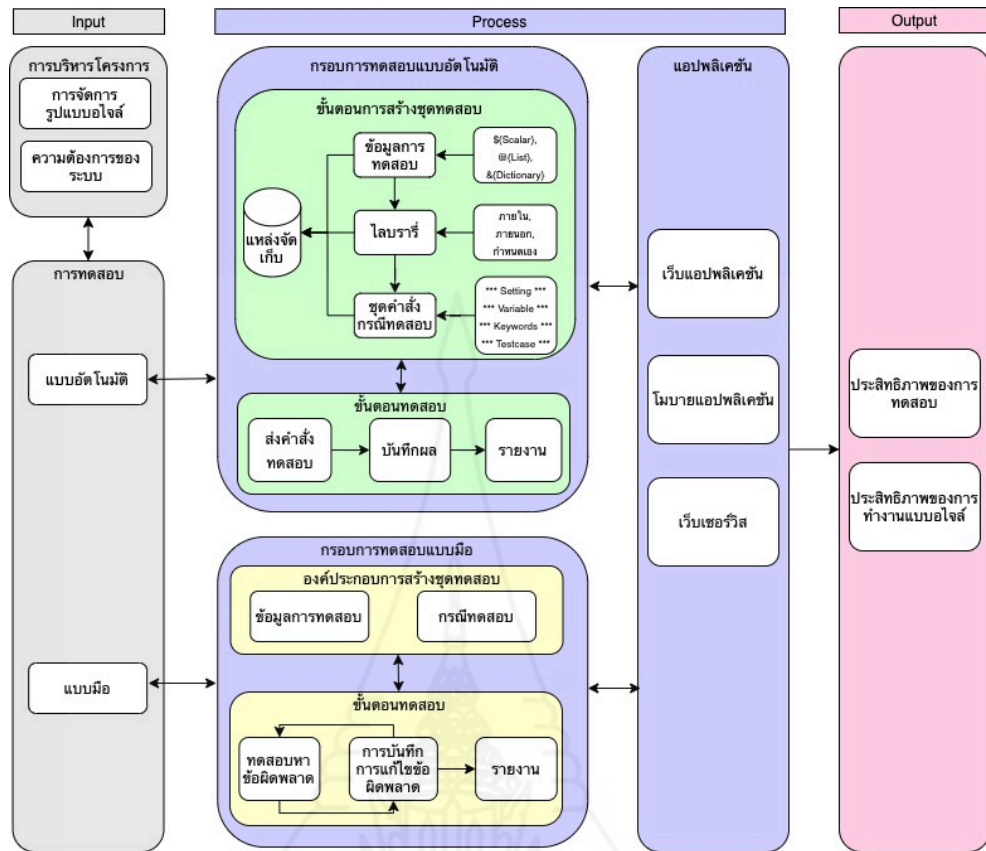 Input
Process
Output
การบริหารโครงการ
การจัดการ
รูปแบบอไจล์
ความต้องการของ
ระบบ
การทดสอบ
แบบอัตโนมัติ
แบบมือ
กรอบการทดสอบแบบอัตโนมัติ
ขั้นตอนการสร้างชุดทดสอบ
ข้อมูลการ
ทดสอบ
${Scalar},
@{List},
&{Dictionary}
แหล่งจัด
เก็บ
ไลบรารี่
ภายใน,
ภายนอก,
กำหนดเอง
ชุดคำสั่ง
กรณีทดสอบ
*** Setting ***
*** Variable ***
*** Keywords ***
*** Testcase ***
ขั้นตอนทดสอบ
ส่งคำสั่ง
ทดสอบ
บันทึกผล
รายงาน
กรอบการทดสอบแบบมือ
องค์ประกอบการสร้างชุดทดสอบ
ข้อมูลการทดสอบ
กรณีทดสอบ
ขั้นตอนทดสอบ
ทดสอบหา
ข้อผิดพลาด
การบันทึก
การแก้ไขข้อ
ผิดพลาด
รายงาน
แอปพลิเคชัน
เว็บแอปพลิเคชัน
โมบายแอปพลิเคชัน
เว็บเซอร์วิส
ประสิทธิภาพของการ
ทดสอบ
ประสิทธิภาพของการ
ทำงานแบบอไจล์